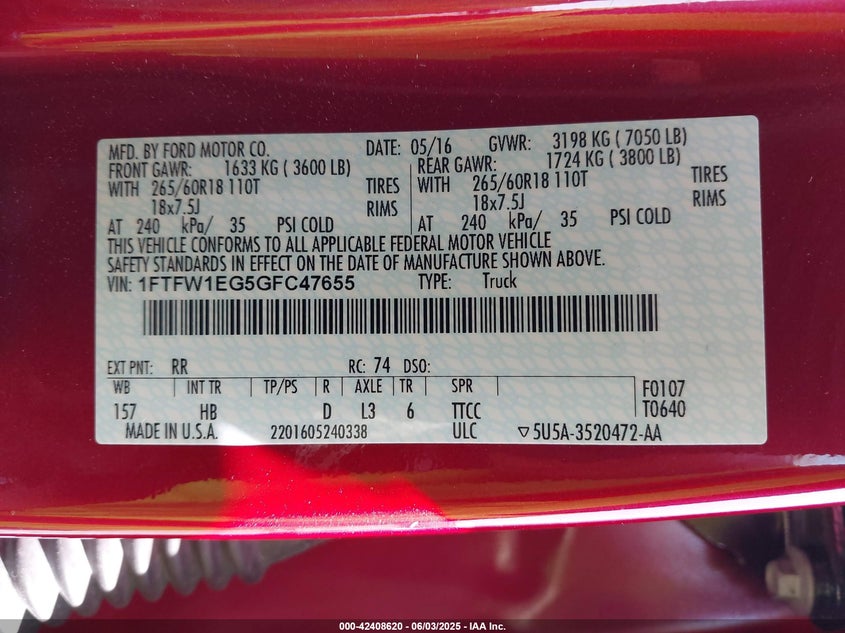 MFD. BY FORD MOTOR CO. DATE: 05/16 GVWR: 3198 KG ( 7050 LB)
FRONT GAWR: 1633 KG ( 3600 LB) REAR GAWR: 1724 KG ( 3800 LB)
WITH 265/60R18 110T TIRES WITH 265/60R18 110T TIRES
18x7.5J RIMS 18x7.5J RIMS
AT 240 kPa/ 35 PSI COLD AT 240 kPa/ 35 PSI COLD
THIS VEHICLE CONFORMS TO ALL APPLICABLE FEDERAL MOTOR VEHICLE
SAFETY STANDARDS IN EFFECT ON THE DATE OF MANUFACTURE SHOWN ABOVE.
VIN: 1FTFW1EG5GFC47655 TYPE: Truck
EXT PNT: RR RC: 74 DSO:
WB INT TR TP/PS R AXLE TR SPR F0107
157 HB D L3 6 TTCC T0640
MADE IN U.S.A. 2201605240338 ULC ▽5U5A-3520472-AA
000-42408620 - 06/03/2025 - IAA Inc.